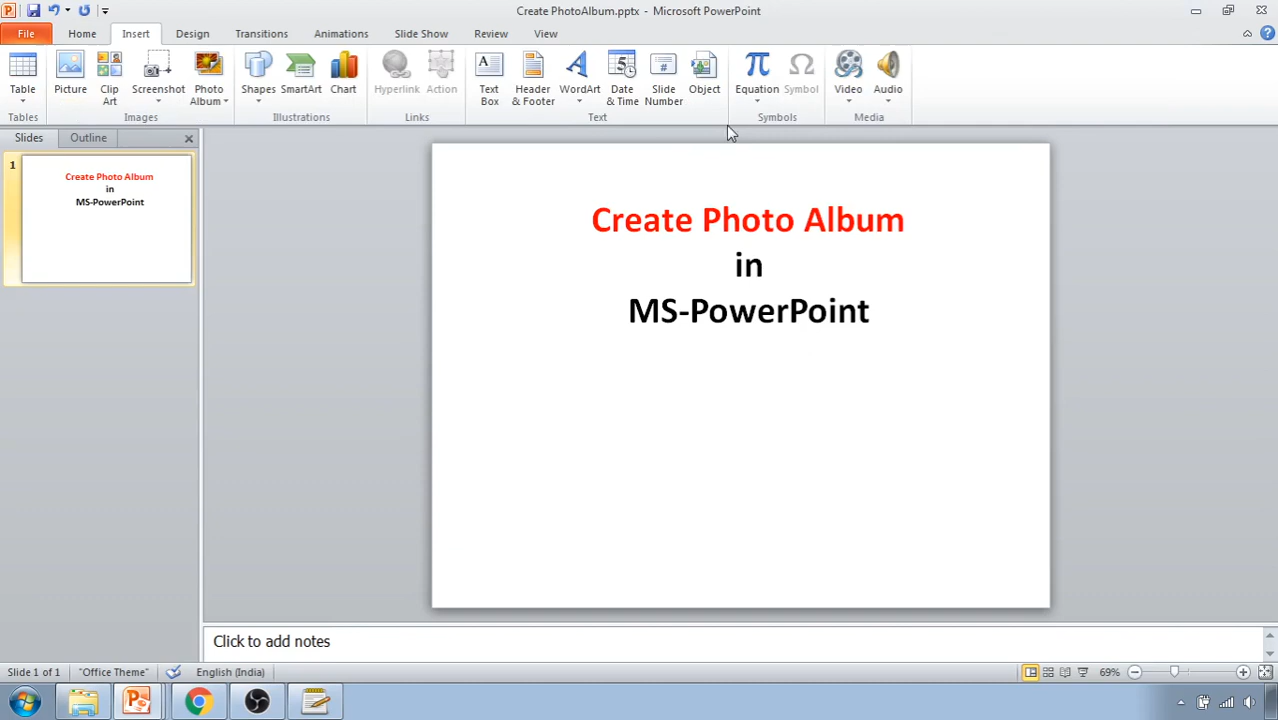 Create PhotoAlbum.pptx - Microsoft PowerPoint
File Home Insert Design Transitions Animations Slide Show Review View
Table Picture Clip Art Screenshot Photo Album Shapes SmartArt Chart Hyperlink Action Text Box Header & Footer WordArt Date & Time Slide Number Object Equation Symbol Video Audio
Tables Images Illustrations Links Text Symbols Media
Slides Outline
1
Create Photo Album
in
MS-PowerPoint
Create Photo Album
in
MS-PowerPoint
Click to add notes
Slide 1 of 1 "Office Theme" English (India) 69%